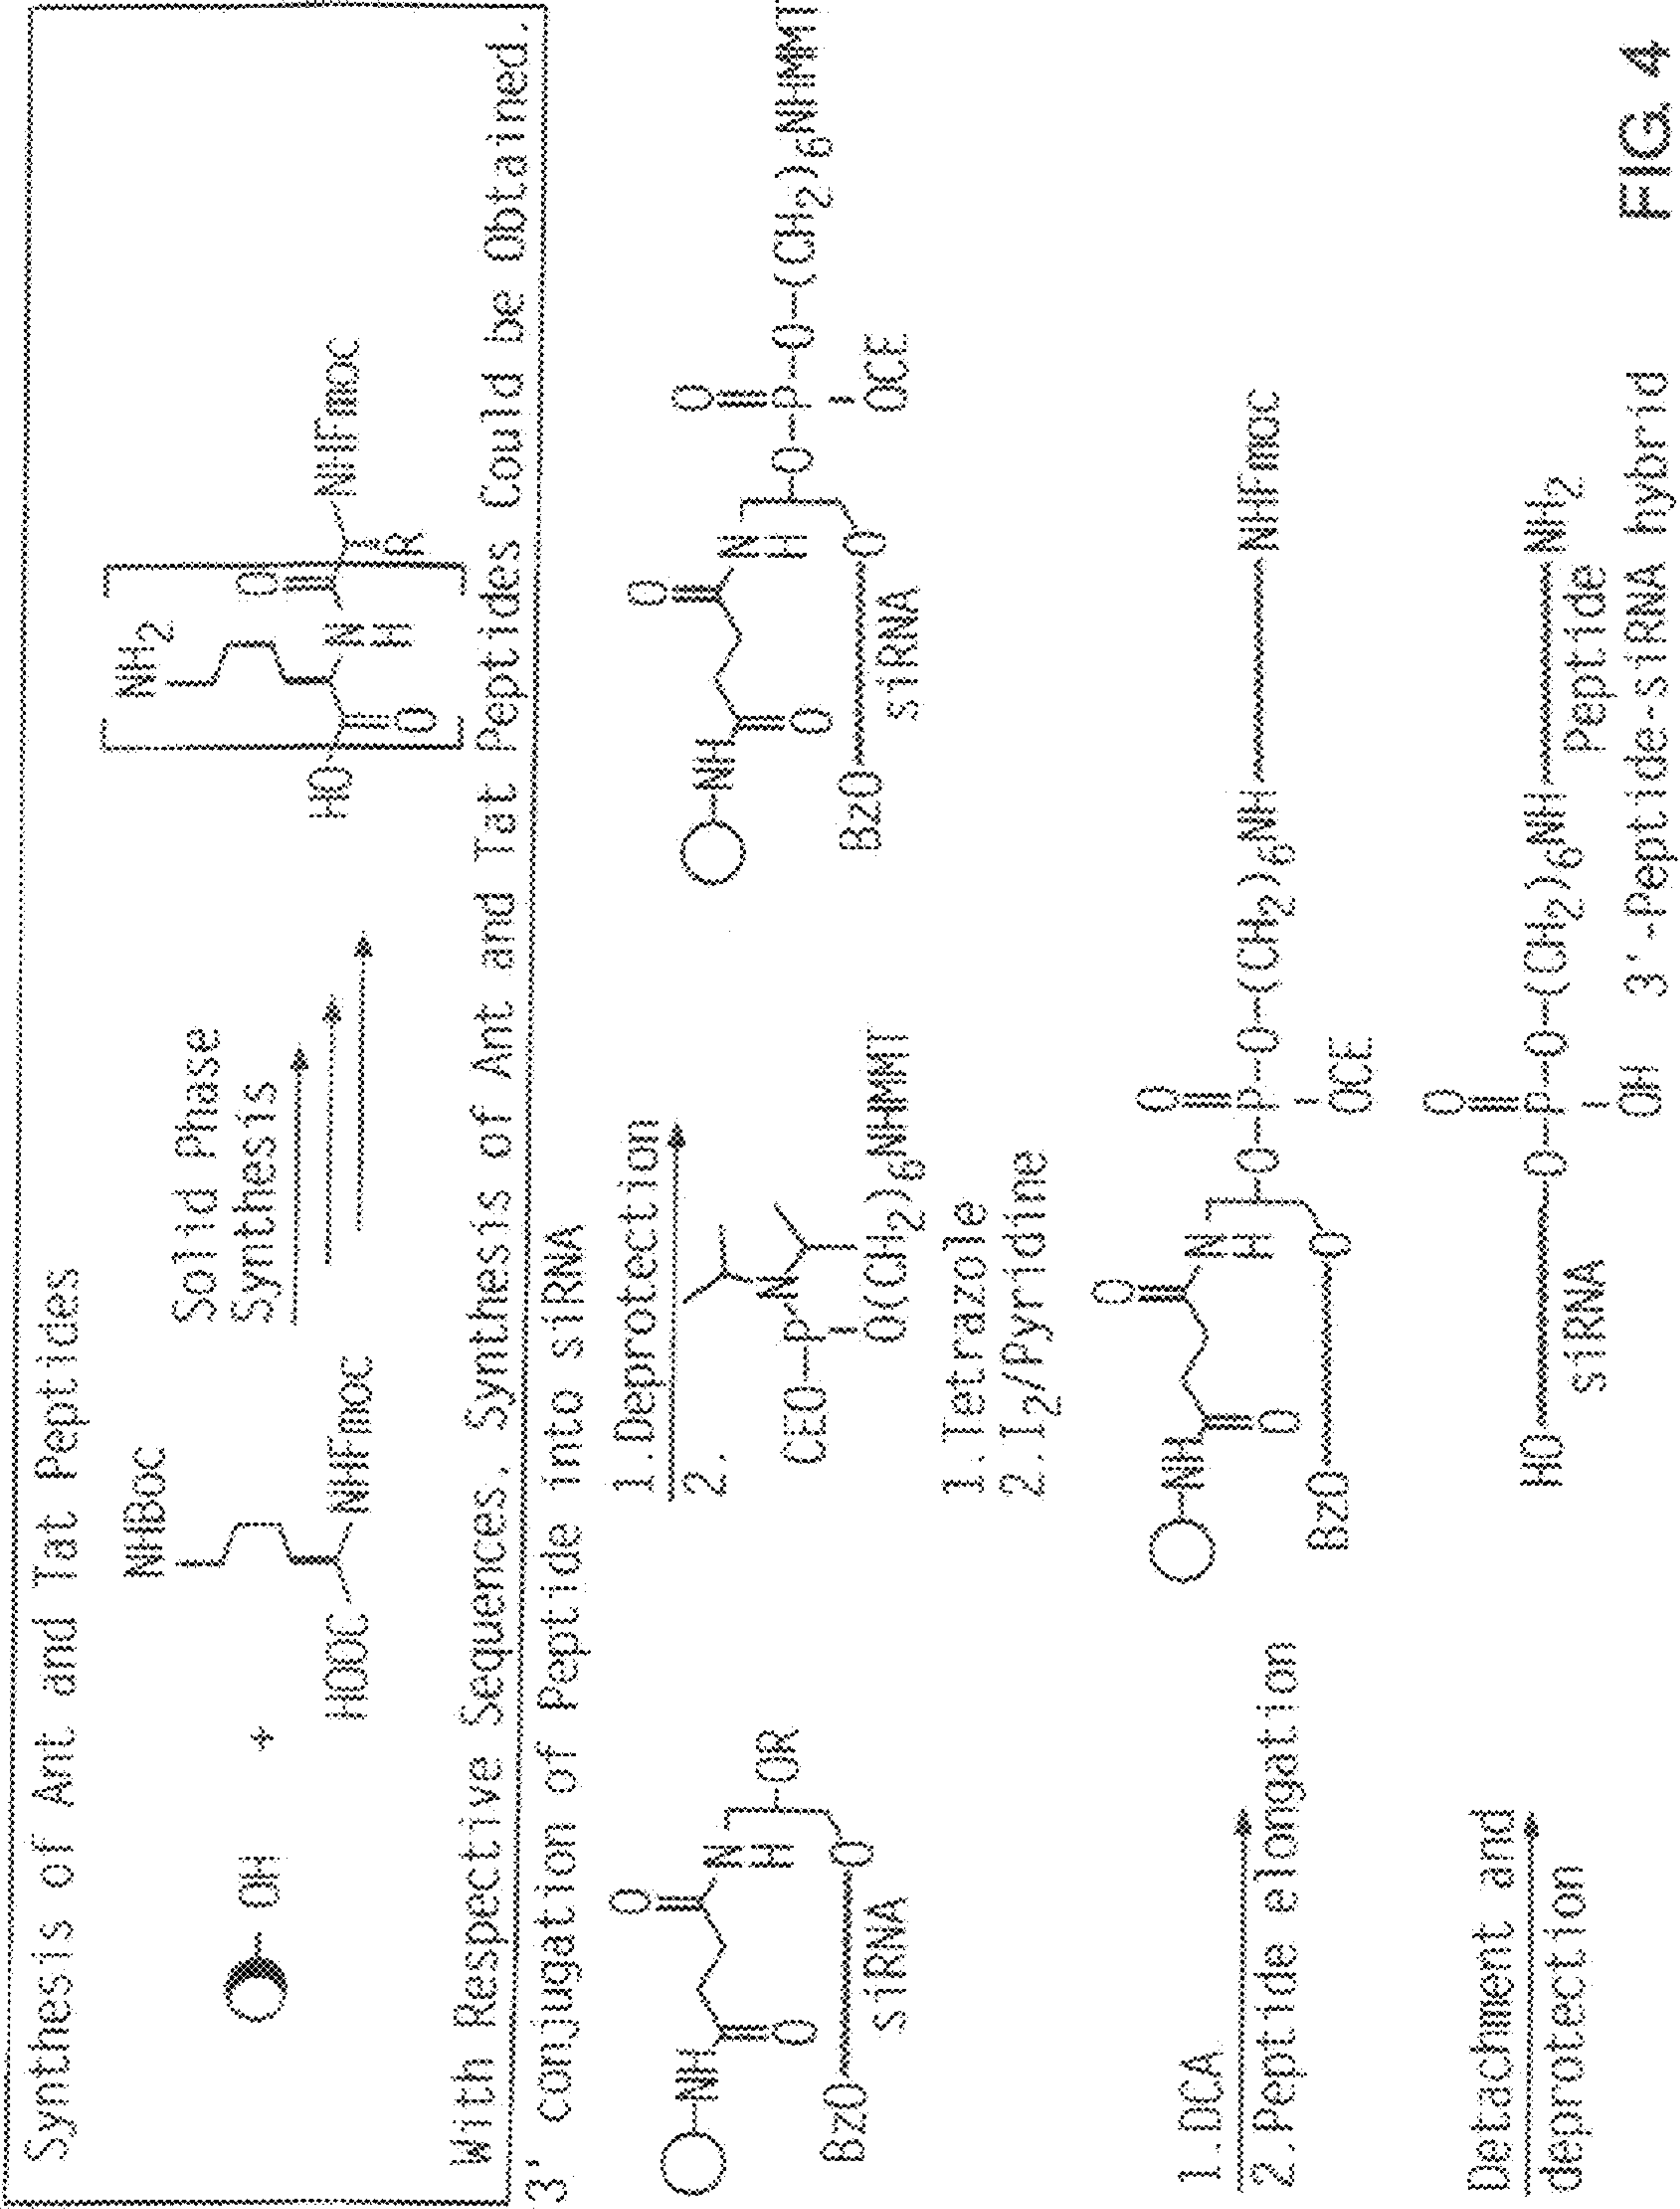 Synthesis of Ant and Tat Peptides
OH + HOOC NHBoc NHFmoc
Solid Phase
Synthesis
HO O NH2 N H O R NHFmoc
With Respective Sequences, Synthesis of Ant and Tat Peptides Could be Obtained.
3' conjugation of Peptide into siRNA
NH O O N H OR
BzO O
siRNA
1.Deprotection
2.
CEO-P N
O(CH2)6NHMMT
1.Tetrazole
2.I2/Pyridine
NH O O N H O-P-O-(CH2)6NHMMT
O
OCE
BzO O
siRNA
1.DCA
2.Peptide elongation
NH O O N H O-P-O-(CH2)6NH NHFmoc
O
OCE
BzO O
Detachment and
deprotection
HO O-P-O-(CH2)6NH NH2
O
OH
siRNA Peptide
3'-Peptide-siRNA hybrid
FIG. 4